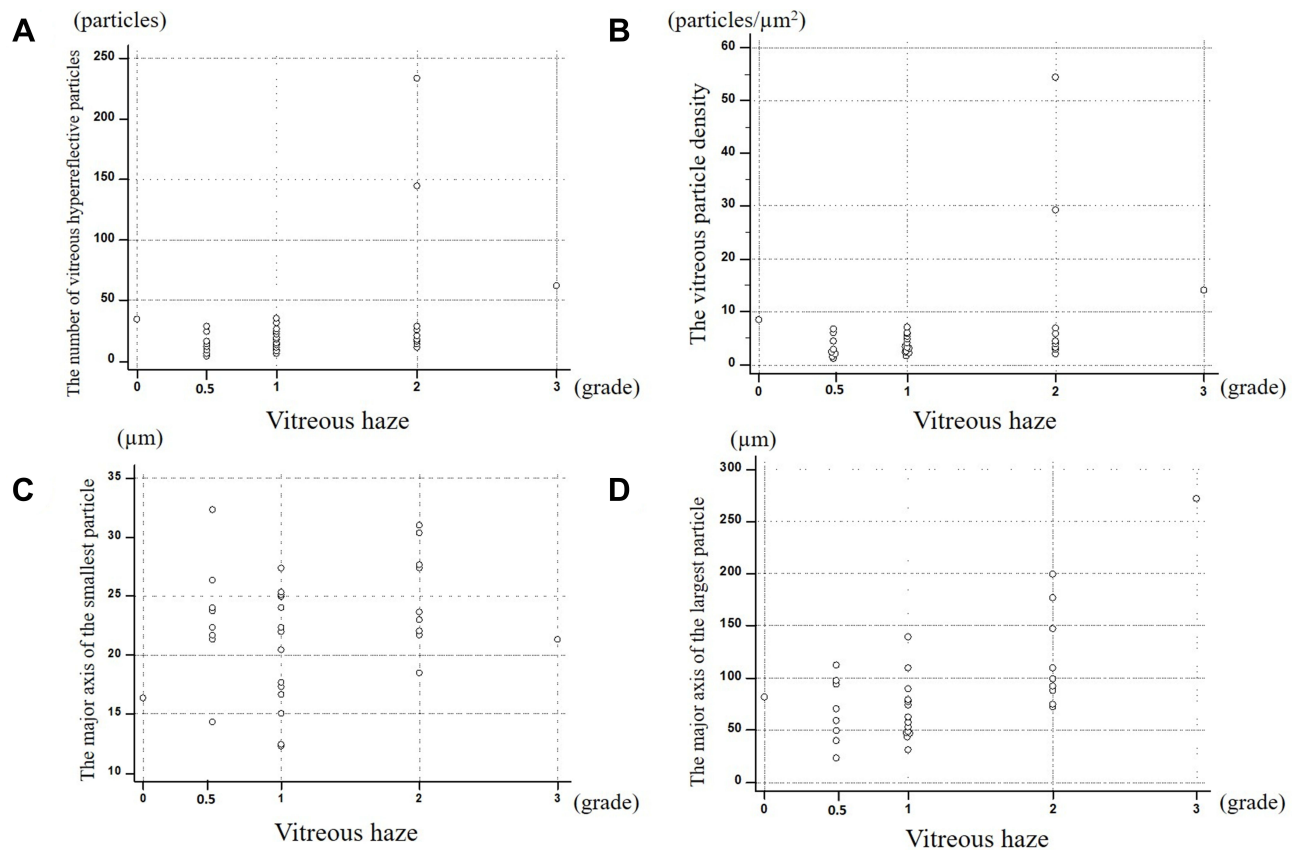 A
(particles)
The number of vitreous hyperreflective particles
250
200
150
100
50
0
0 0.5 1 2 3 (grade)
Vitreous haze
B
(particles/µm²)
The vitreous particle density
60
50
40
30
20
10
0
0 0.5 1 2 3 (grade)
Vitreous haze
C
(µm)
The major axis of the smallest particle
35
30
25
20
15
10
0 0.5 1 2 3 (grade)
Vitreous haze
D
(µm)
The major axis of the largest particle
300
250
200
150
100
50
0
0 0.5 1 2 3 (grade)
Vitreous haze